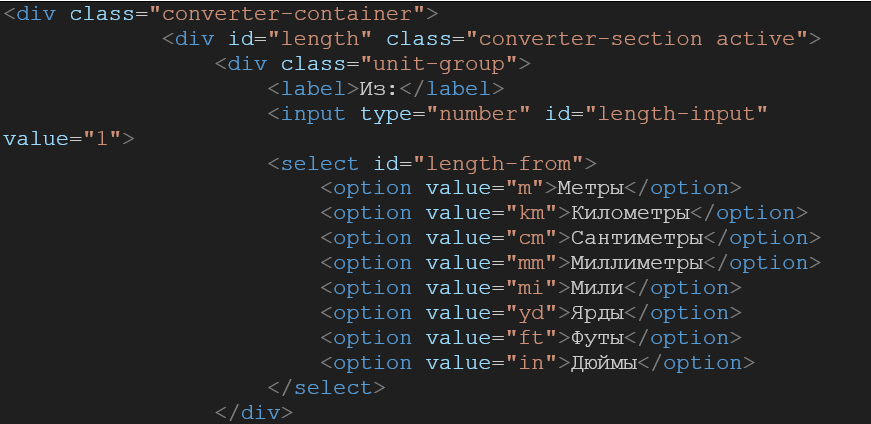 <div class="converter-container">
<div id="length" class="converter-section active">
<div class="unit-group">
<label>Из:</label>
<input type="number" id="length-input"
value="1">
<select id="length-from">
<option value="m">Метры</option>
<option value="km">Километры</option>
<option value="cm">Сантиметры</option>
<option value="mm">Миллиметры</option>
<option value="mi">Мили</option>
<option value="yd">Ярды</option>
<option value="ft">Футы</option>
<option value="in">Дюймы</option>
</select>
</div>